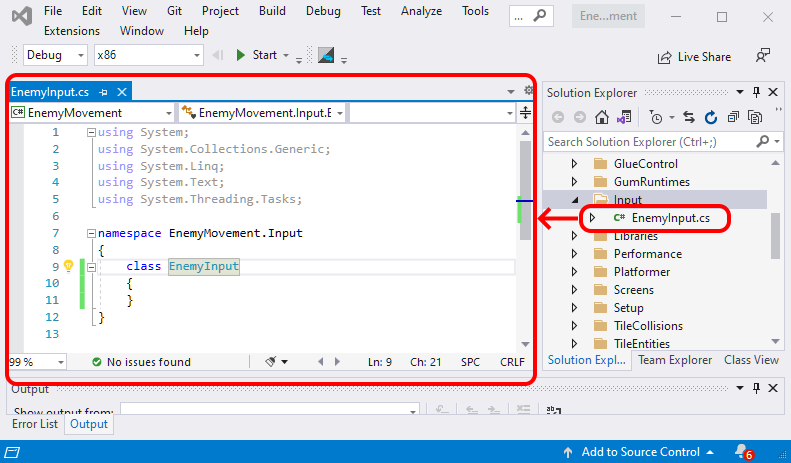 File Edit View Git Project Build Debug Test Analyze Tools
... Ene...ment
Extensions Window Help
Debug x86 Start Live Share
EnemyInput.cs
EnemyMovement EnemyMovement.Input.E
1 using System;
2 using System.Collections.Generic;
3 using System.Linq;
4 using System.Text;
5 using System.Threading.Tasks;
6
7 namespace EnemyMovement.Input
8 {
9 class EnemyInput
10 {
11 }
12 }
13
99 % No issues found Ln: 9 Ch: 21 SPC CRLF
Solution Explorer
Search Solution Explorer (Ctrl+;)
GlueControl
GumRuntimes
Input
C# EnemyInput.cs
Libraries
Performance
Platformer
Screens
Setup
TileCollisions
TileEntities
Solution Expl... Team Explorer Class View
Output
Show output from:
Error List Output
Add to Source Control 6